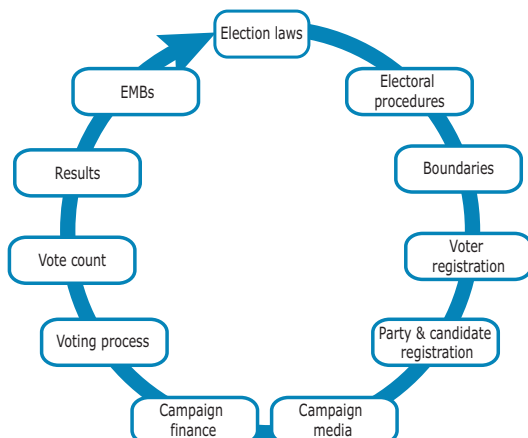 Election laws
Electoral
procedures
Boundaries
Voter
registration
Party & candidate
registration
Campaign
media
Campaign
finance
Voting process
Vote count
Results
EMBs